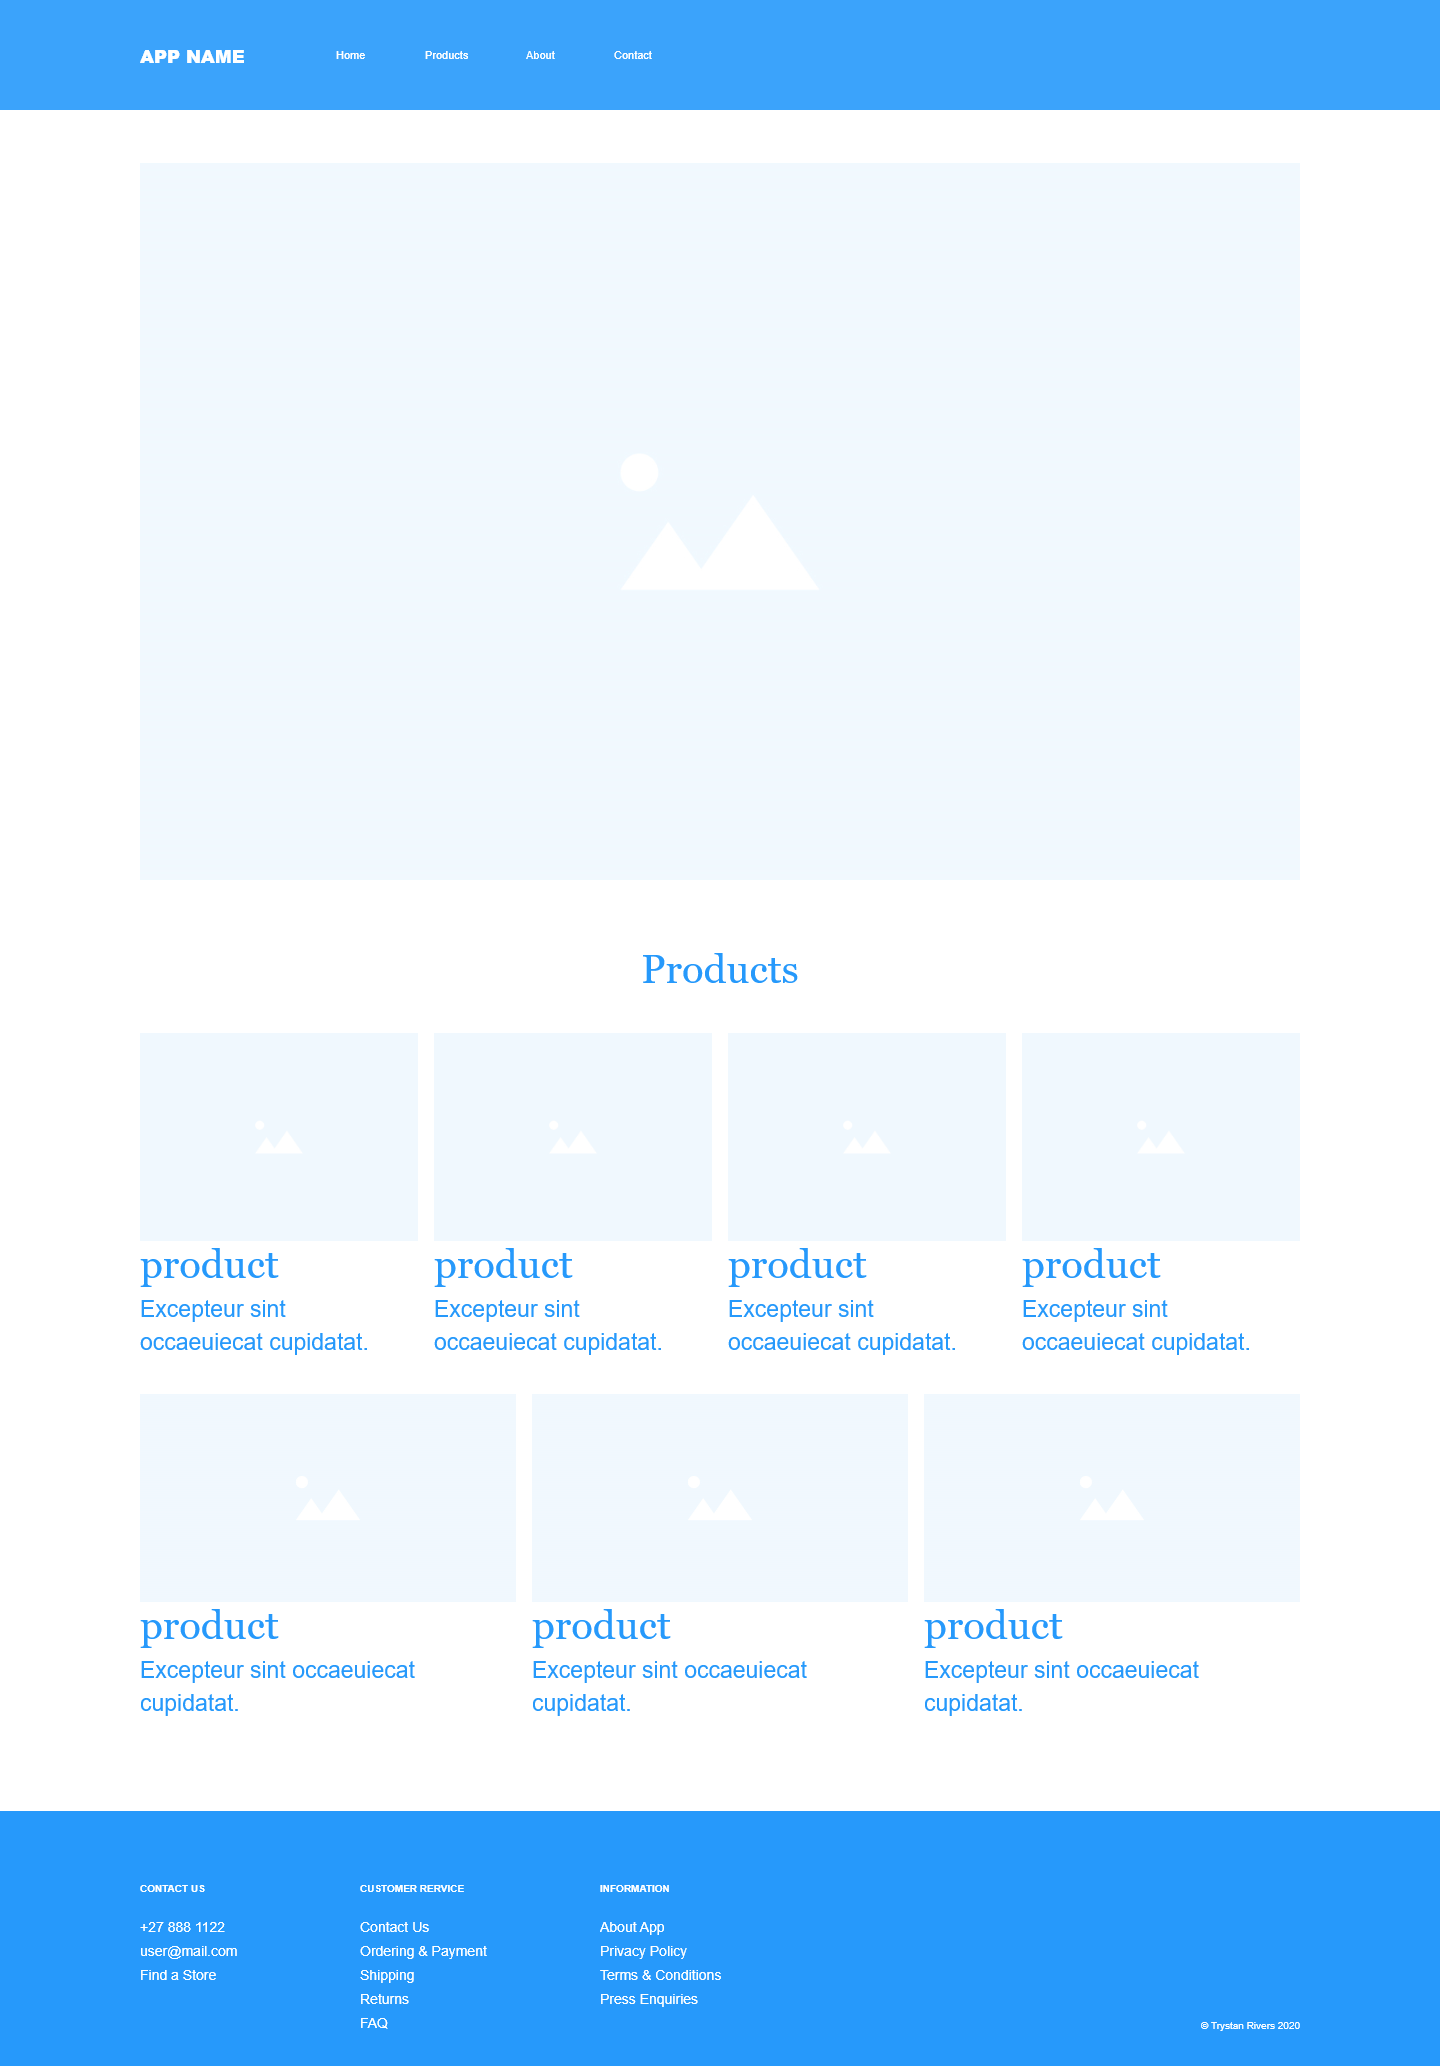 APP NAME
Home
Products
About
Contact
Products
product
Excepteur sint
occaeuiecat cupidatat.
product
Excepteur sint
occaeuiecat cupidatat.
product
Excepteur sint
occaeuiecat cupidatat.
product
Excepteur sint
occaeuiecat cupidatat.
product
Excepteur sint occaeuiecat
cupidatat.
product
Excepteur sint occaeuiecat
cupidatat.
product
Excepteur sint occaeuiecat
cupidatat.
CONTACT US
+27 888 1122
user@mail.com
Find a Store
CUSTOMER RERVICE
Contact Us
Ordering & Payment
Shipping
Returns
FAQ
INFORMATION
About App
Privacy Policy
Terms & Conditions
Press Enquiries
© Trystan Rivers 2020